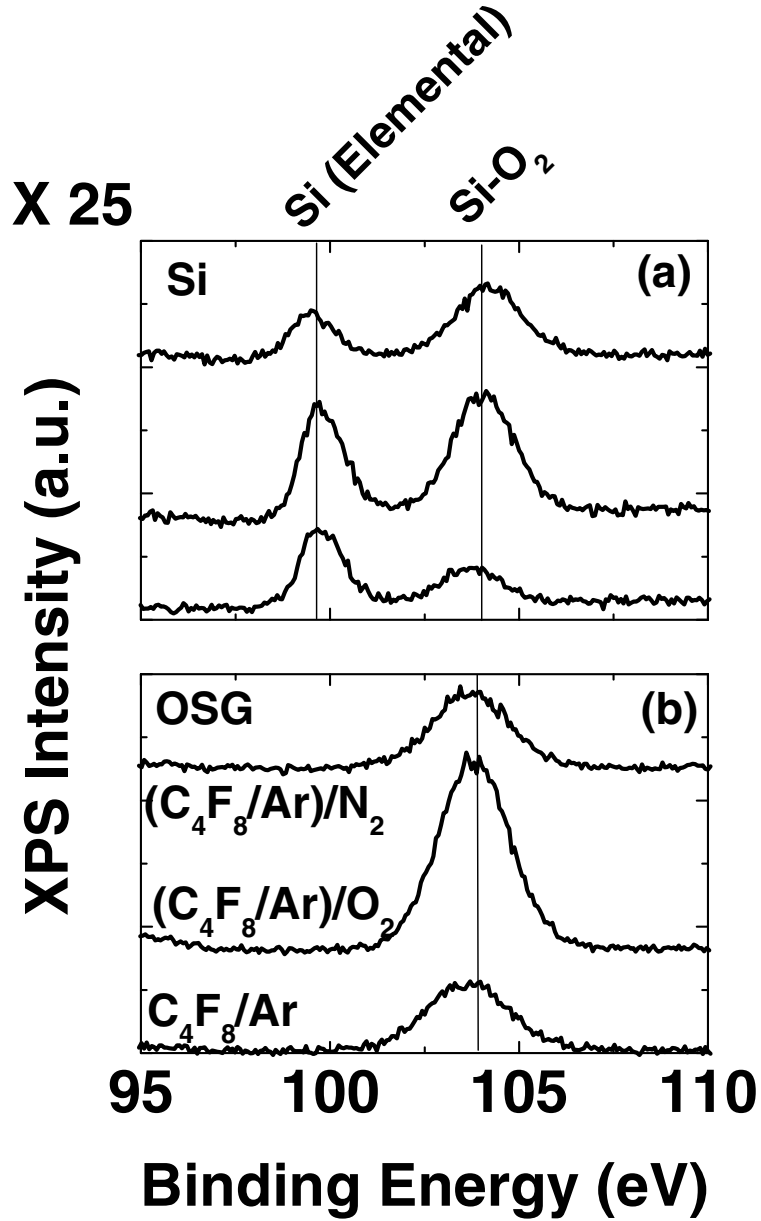 Si (Elemental)
Si-O₂
X 25
Si
(a)
OSG
(b)
(C₄F₈/Ar)/N₂
(C₄F₈/Ar)/O₂
C₄F₈/Ar
XPS Intensity (a.u.)
95 100 105 110
Binding Energy (eV)